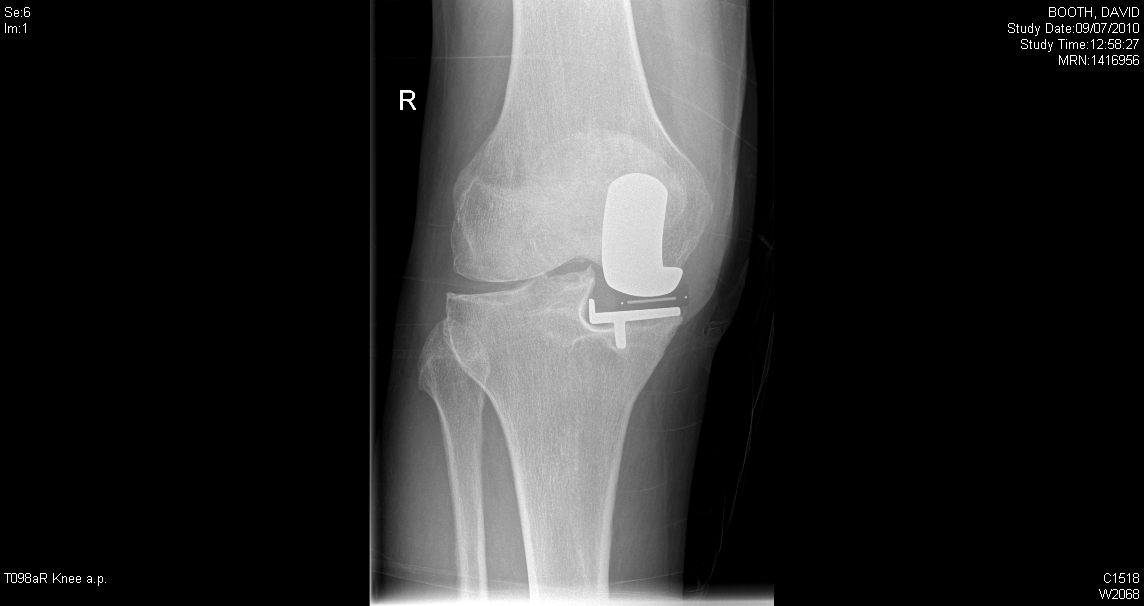 Se:6
Im:1
BOOTH, DAVID
Study Date:09/07/2010
Study Time:12:58:27
MRN:1416956
R
T098aR Knee a.p.
C1518
W2068